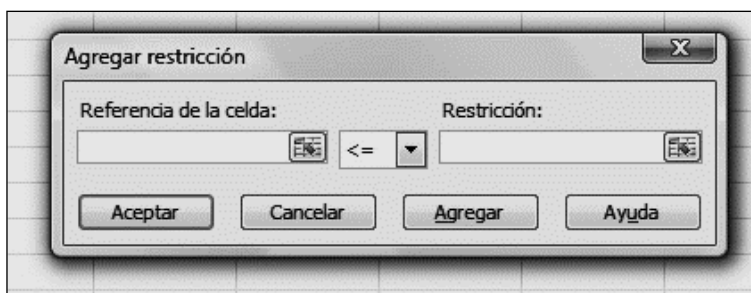 Agregar restricción
Referencia de la celda: Restricción:
<=
Aceptar Cancelar Agregar Ayuda